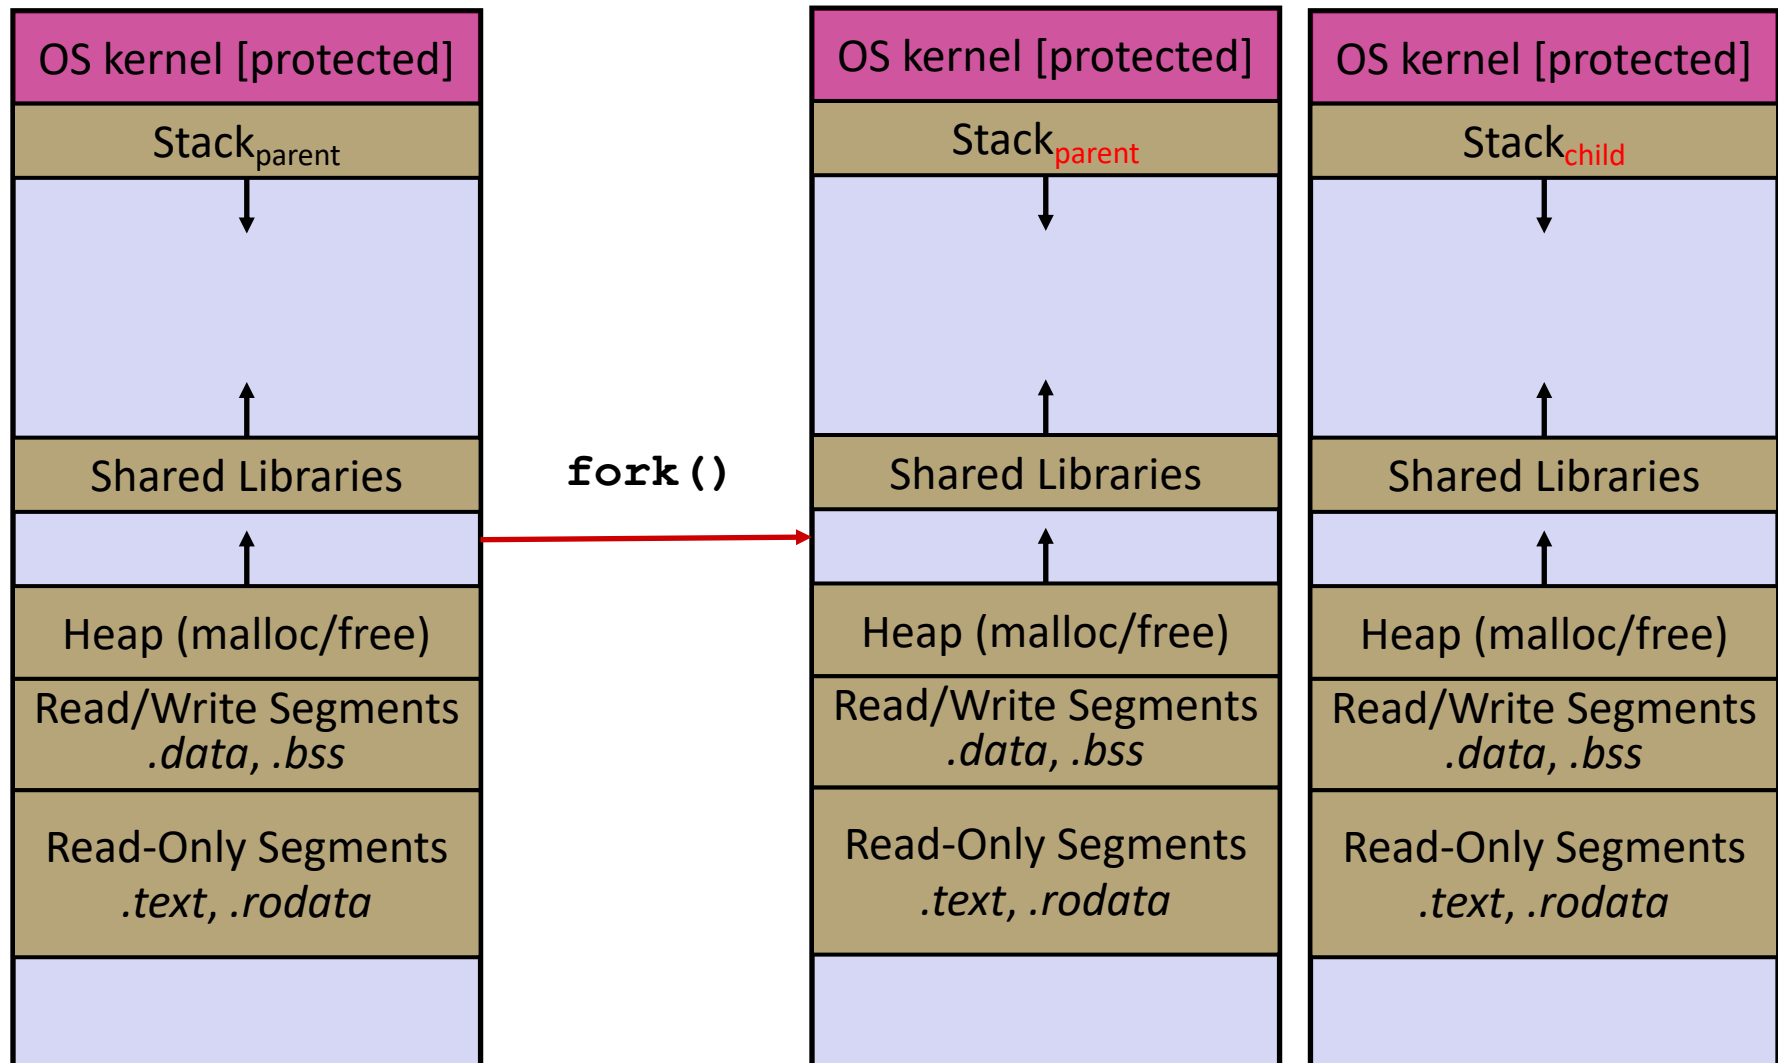 OS kernel [protected]
Stackparent
Shared Libraries
Heap (malloc/free)
Read/Write Segments
.data, .bss
Read-Only Segments
.text, .rodata
fork()
OS kernel [protected]
Stackparent
Shared Libraries
Heap (malloc/free)
Read/Write Segments
.data, .bss
Read-Only Segments
.text, .rodata
OS kernel [protected]
Stackchild
Shared Libraries
Heap (malloc/free)
Read/Write Segments
.data, .bss
Read-Only Segments
.text, .rodata